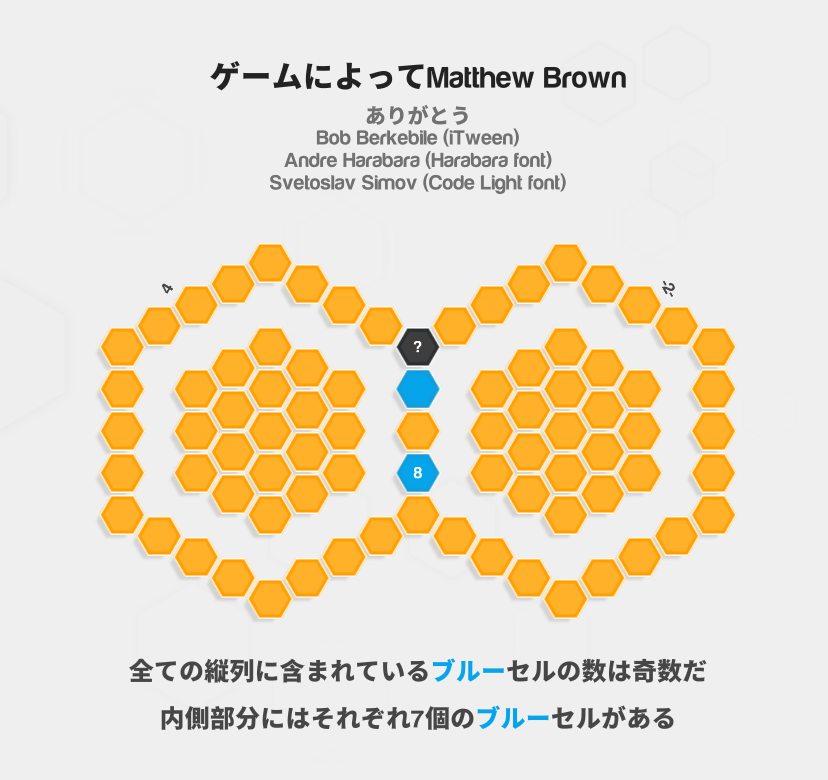 ゲームによってMatthew Brown
ありがとう
Bob Berkebile (iTween)
Andre Harabara (Harabara font)
Svetoslav Simov (Code Light font)
4
-2-
?
8
全ての縦列に含まれているブルーセルの数は奇数だ
内側部分にはそれぞれ7個のブルーセルがある